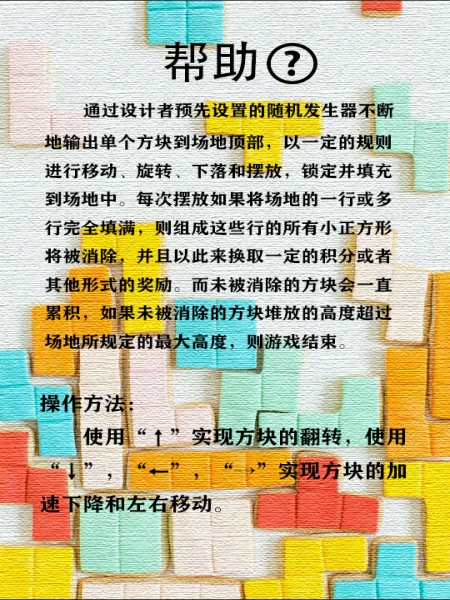 帮助?
通过设计者预先设置的随机发生器不断
地输出单个方块到场地顶部，以一定的规则
进行移动、旋转、下落和摆放，锁定并填充
到场地中。每次摆放如果将场地的一行或多
行完全填满，则组成这些行的所有小正方形
将被消除，并且以此来换取一定的积分或者
其他形式的奖励。而未被消除的方块会一直
累积，如果未被消除的方块堆放的高度超过
场地所规定的最大高度，则游戏结束。
操作方法：
使用“↑”实现方块的翻转，使用
“↓”，“←”，“→”实现方块的加
速下降和左右移动。